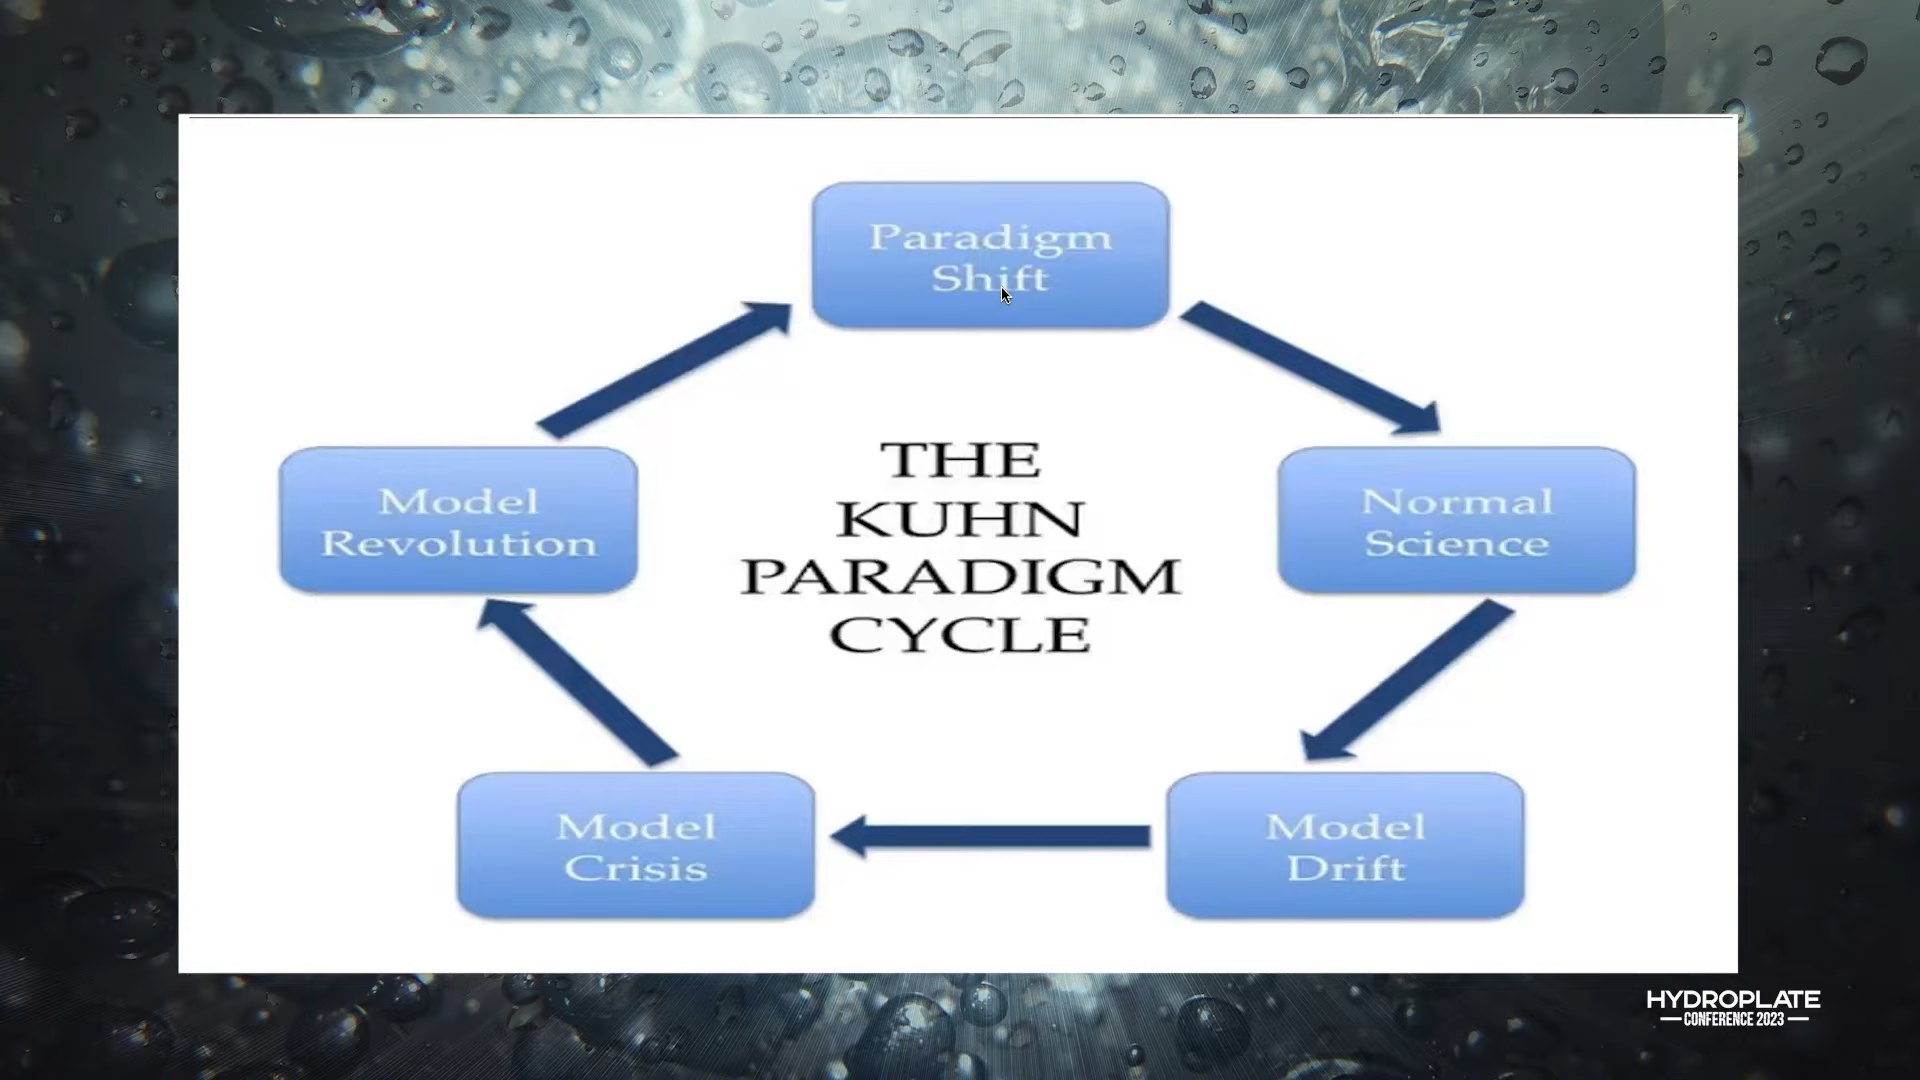 Paradigm
Shift
THE
KUHN
PARADIGM
CYCLE
Model
Revolution
Normal
Science
Model
Crisis
Model
Drift
HYDROPLATE
CONFERENCE 2023